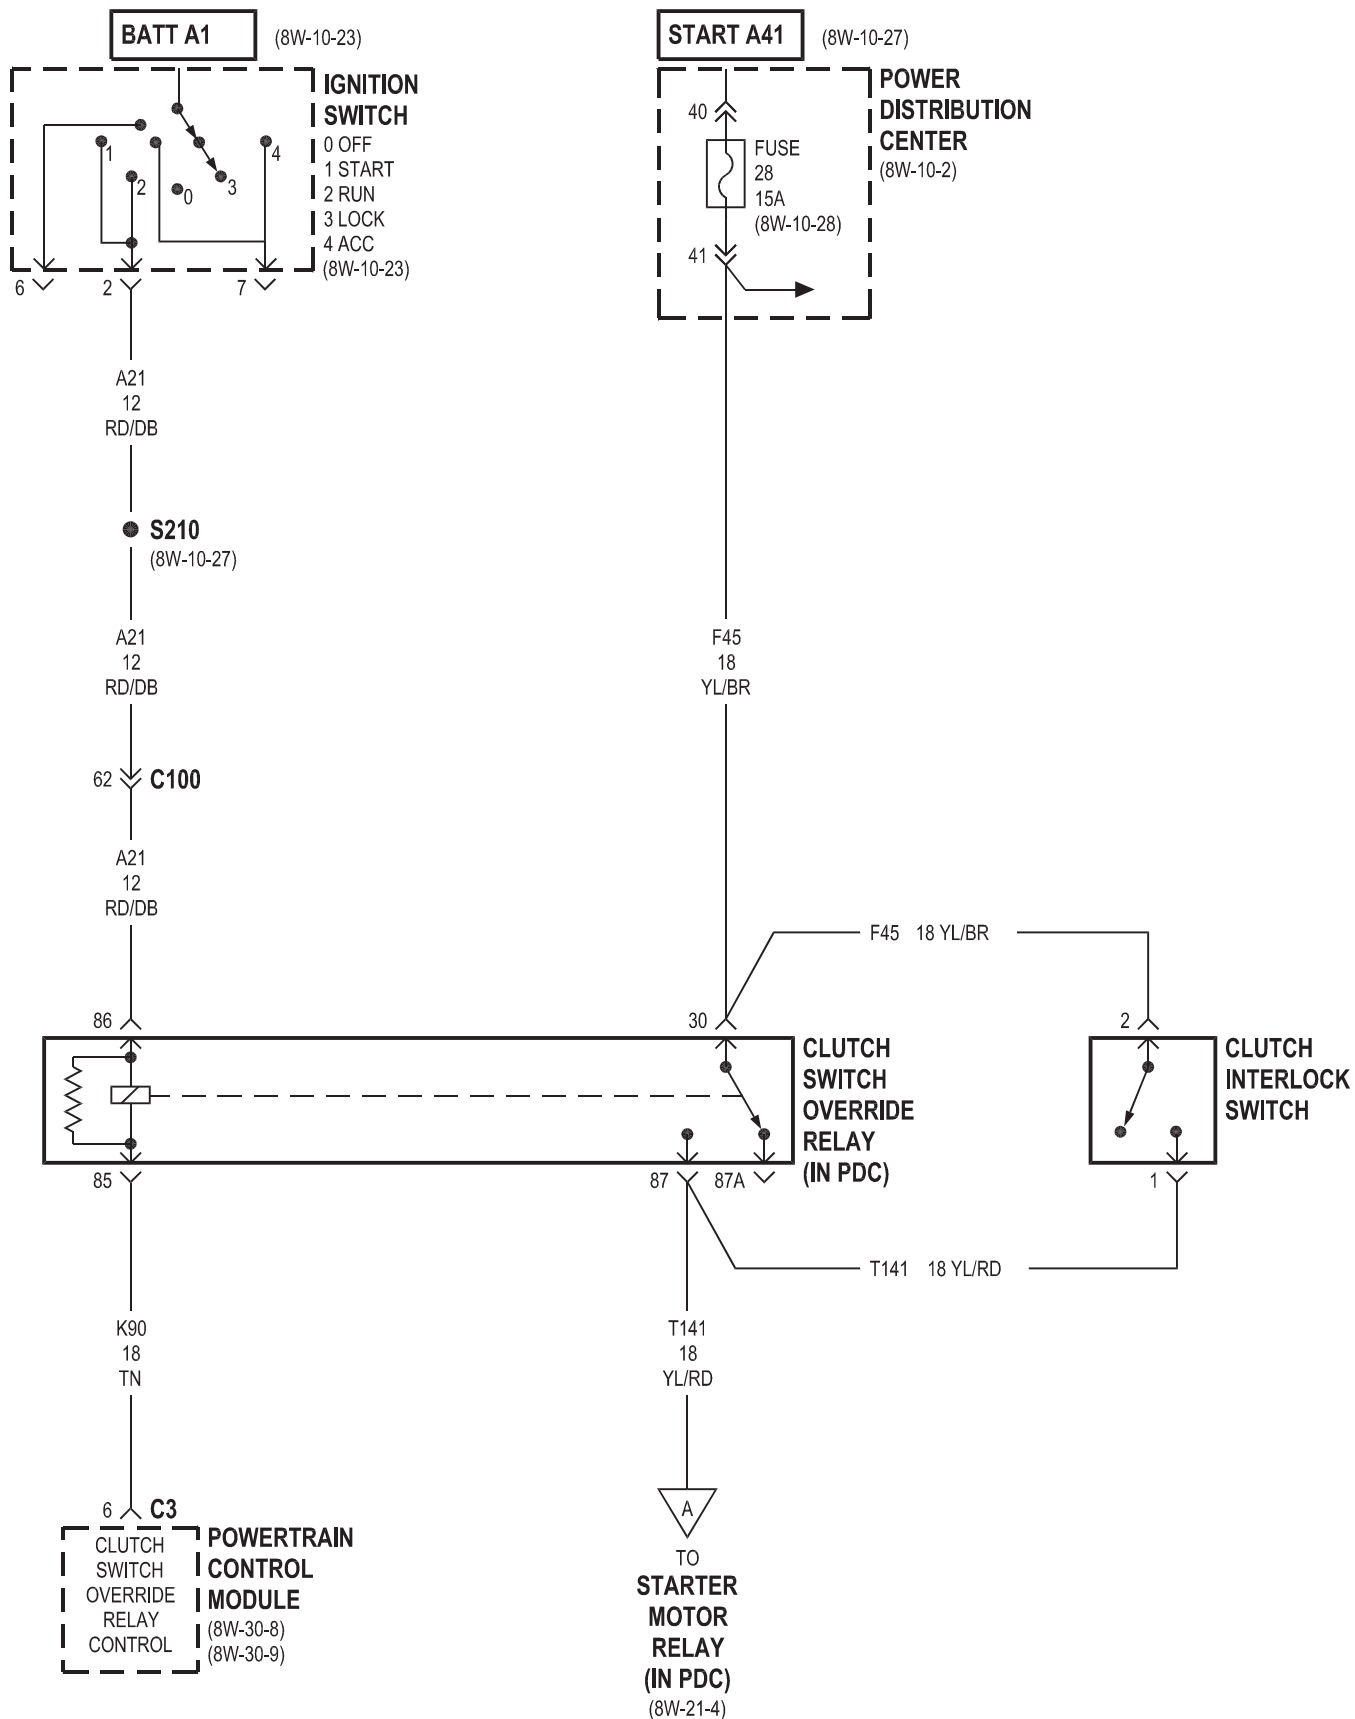 BATT A1
(8W-10-23)
IGNITION
SWITCH
0 OFF
1 START
2 RUN
3 LOCK
4 ACC
(8W-10-23)
1
2
0
3
4
6
2
7
START A41
(8W-10-27)
POWER
DISTRIBUTION
CENTER
(8W-10-2)
40
FUSE
28
15A
(8W-10-28)
41
A21
12
RD/DB
S210
(8W-10-27)
A21
12
RD/DB
F45
18
YL/BR
62
C100
A21
12
RD/DB
F45 18 YL/BR
86
30
2
CLUTCH
SWITCH
OVERRIDE
RELAY
(IN PDC)
CLUTCH
INTERLOCK
SWITCH
85
87
87A
1
T141 18 YL/RD
K90
18
TN
T141
18
YL/RD
6
C3
CLUTCH
SWITCH
OVERRIDE
RELAY
CONTROL
POWERTRAIN
CONTROL
MODULE
(8W-30-8)
(8W-30-9)
A
TO
STARTER
MOTOR
RELAY
(IN PDC)
(8W-21-4)